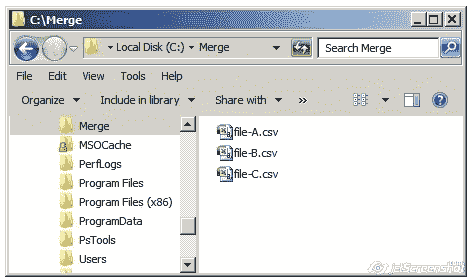 C:\Merge
Local Disk (C:) Merge Search Merge
File Edit View Tools Help
Organize Include in library Share with »
Merge
MSOCache
PerfLogs
Program Files
Program Files (x86)
ProgramData
PsTools
Users
file-A.csv
file-B.csv
file-C.csv
jetScreenshot